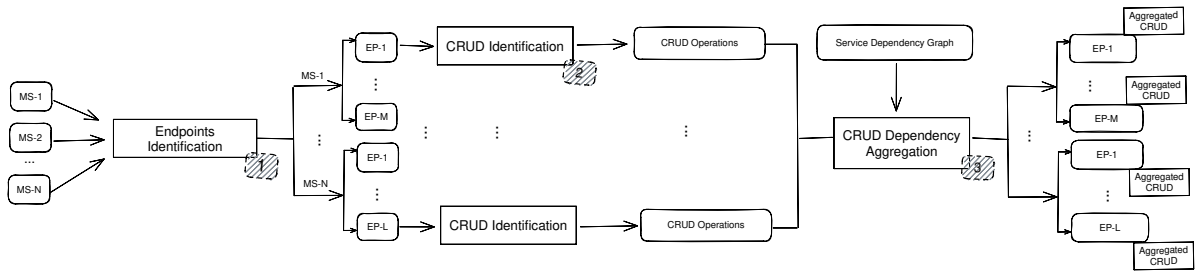 MS-1
MS-2
...
MS-N
Endpoints
Identification
1
MS-1
⋮
MS-N
EP-1
⋮
EP-M
EP-1
⋮
EP-L
CRUD Identification
2
⋮
⋮
CRUD Identification
CRUD Operations
⋮
CRUD Operations
Service Dependency Graph
CRUD Dependency
Aggregation
3
⋮
Aggregated
CRUD
EP-1
⋮
Aggregated
CRUD
EP-M
EP-1
Aggregated
CRUD
⋮
EP-L
Aggregated
CRUD